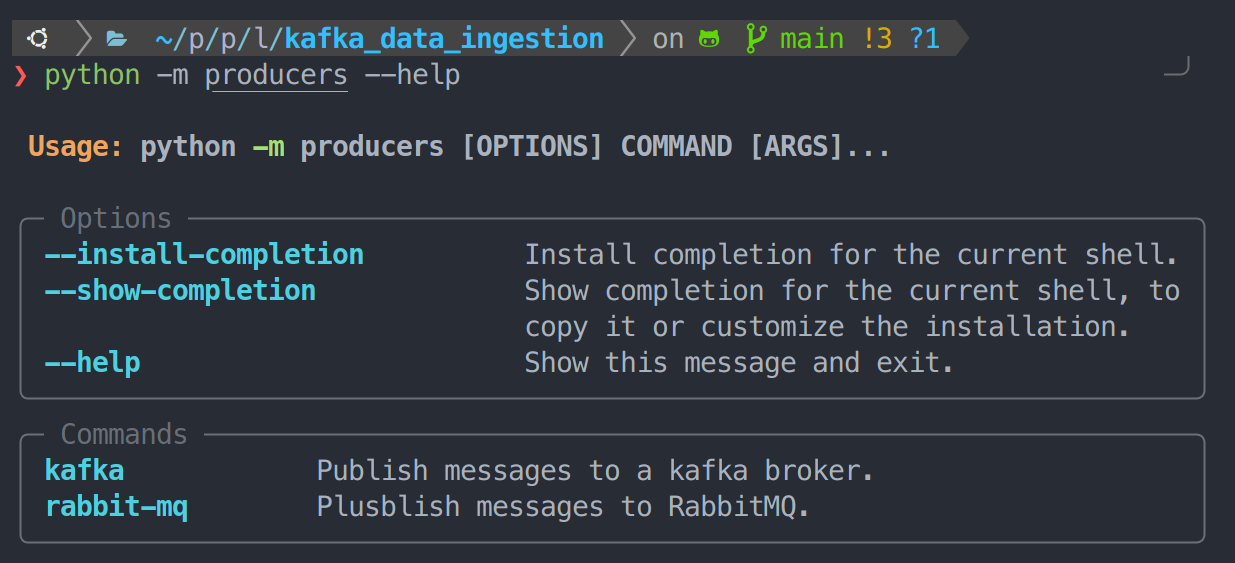 ~/p/p/l/kafka_data_ingestion on main !3 ?1
❯ python -m producers --help
Usage: python -m producers [OPTIONS] COMMAND [ARGS]...
Options
--install-completion Install completion for the current shell.
--show-completion Show completion for the current shell, to
copy it or customize the installation.
--help Show this message and exit.
Commands
kafka Publish messages to a kafka broker.
rabbit-mq Plusblish messages to RabbitMQ.